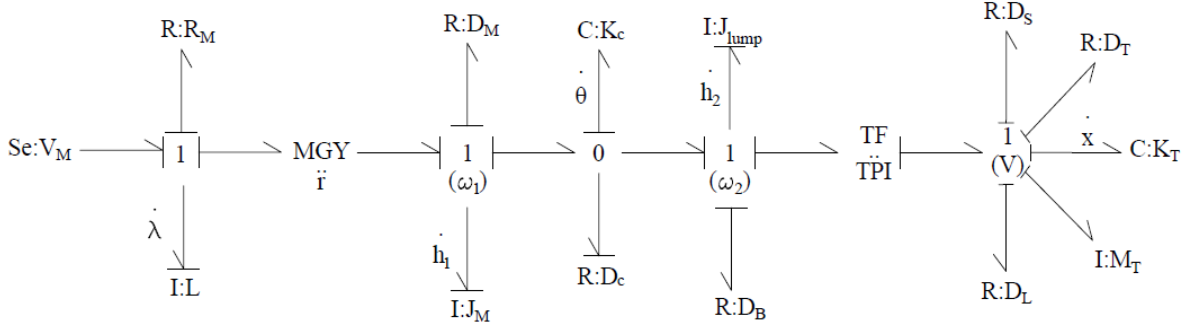 R:R_M
R:D_M
C:K_c
I:J_lump
R:D_S
R:D_T
θ̇
ḣ_2
Se:V_M
1
MGY
1
0
1
TF
1
ẋ
C:K_T
r̈
(ω_1)
(ω_2)
TPI
(V)
λ̇
ḣ_1
I:L
I:J_M
R:D_c
R:D_B
R:D_L
I:M_T